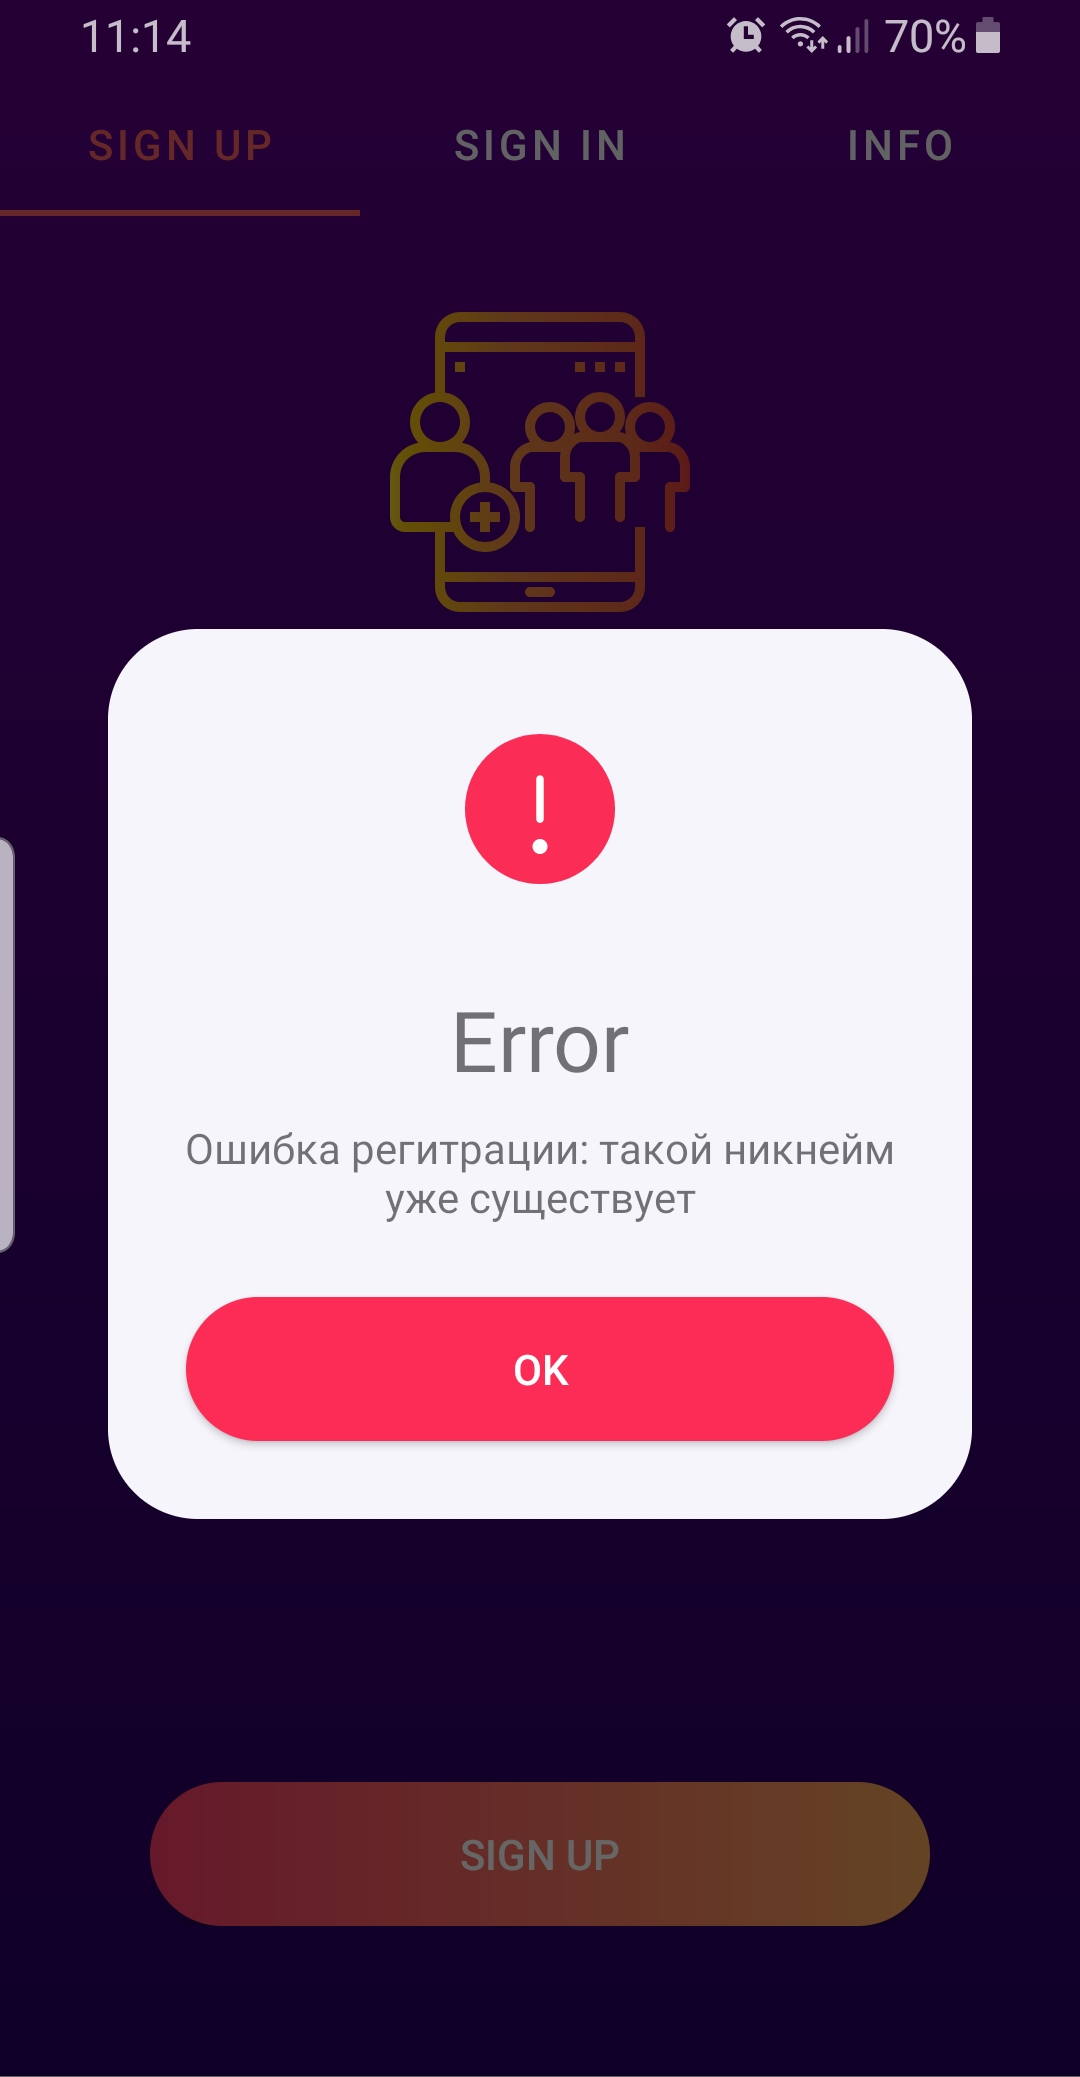 11:14 70%
SIGN UP SIGN IN INFO
Error
Ошибка регитрации: такой никнейм
уже существует
OK
SIGN UP